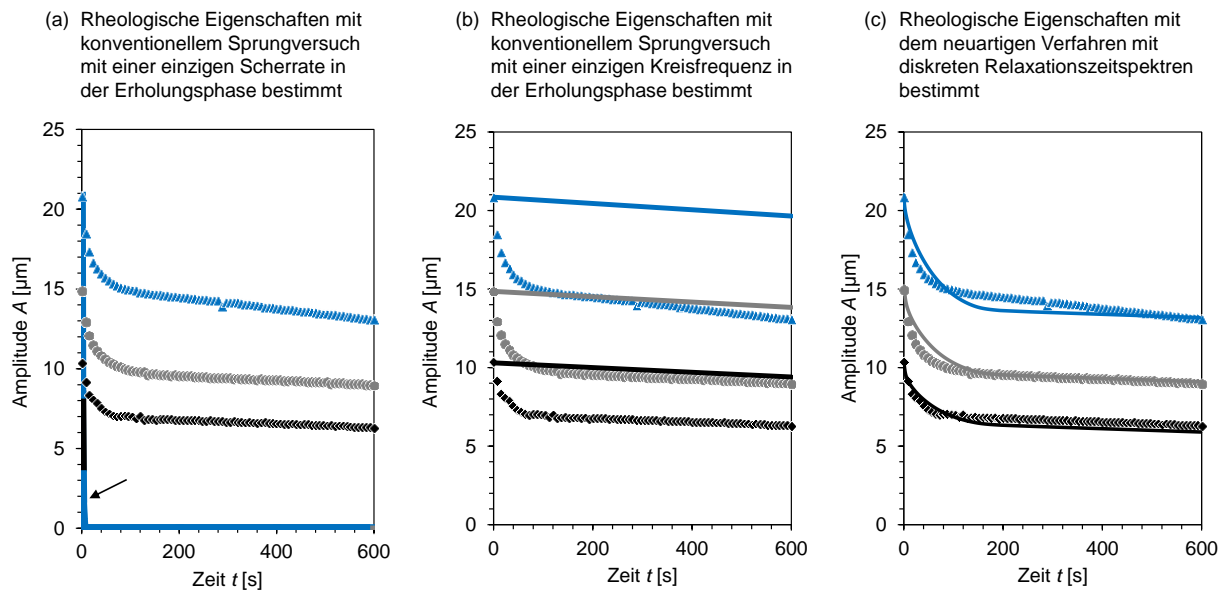 (a) Rheologische Eigenschaften mit
konventionellem Sprungversuch
mit einer einzigen Scherrate in
der Erholungsphase bestimmt
25
20
15
10
5
0
Amplitude A [µm]
0
200
400
600
Zeit t [s]
(b) Rheologische Eigenschaften mit
konventionellem Sprungversuch
mit einer einzigen Kreisfrequenz in
der Erholungsphase bestimmt
25
20
15
10
5
0
Amplitude A [µm]
0
200
400
600
Zeit t [s]
(c) Rheologische Eigenschaften mit
dem neuartigen Verfahren mit
diskreten Relaxationszeitspektren
bestimmt
25
20
15
10
5
0
Amplitude A [µm]
0
200
400
600
Zeit t [s]